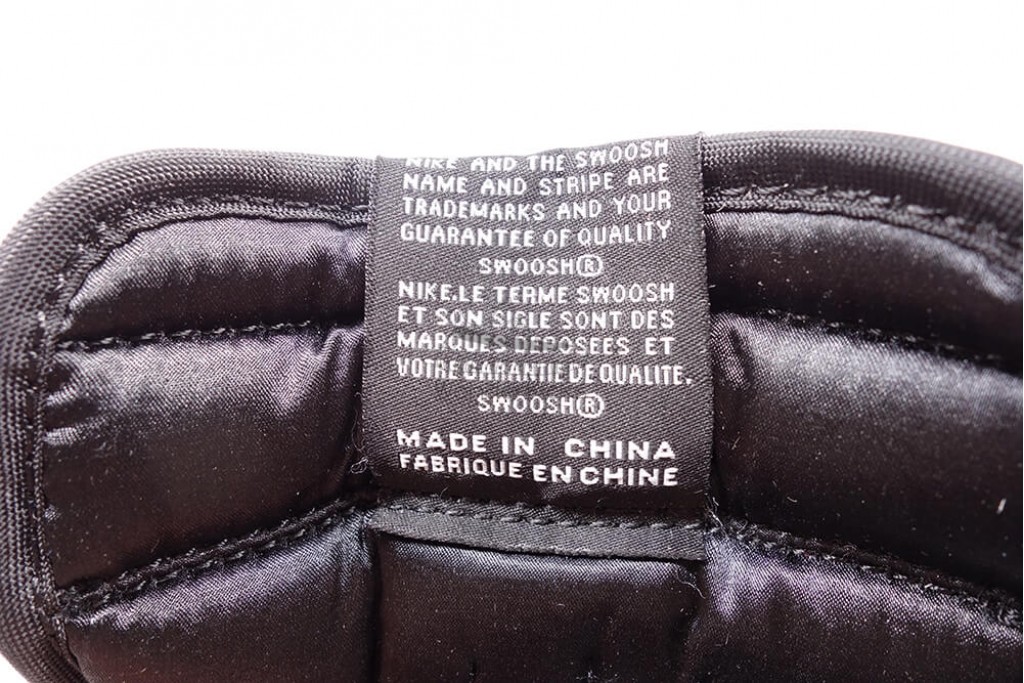 NIKE AND THE SWOOSH
NAME AND STRIPE ARE
TRADEMARKS AND YOUR
GUARANTEE OF QUALITY
SWOOSH®
NIKE.LE TERME SWOOSH
ET SON SIGLE SONT DES
MARQUES DEPOSEES ET
VOTRE GARANTIE DE QUALITE.
SWOOSH®
MADE IN CHINA
FABRIQUE EN CHINE